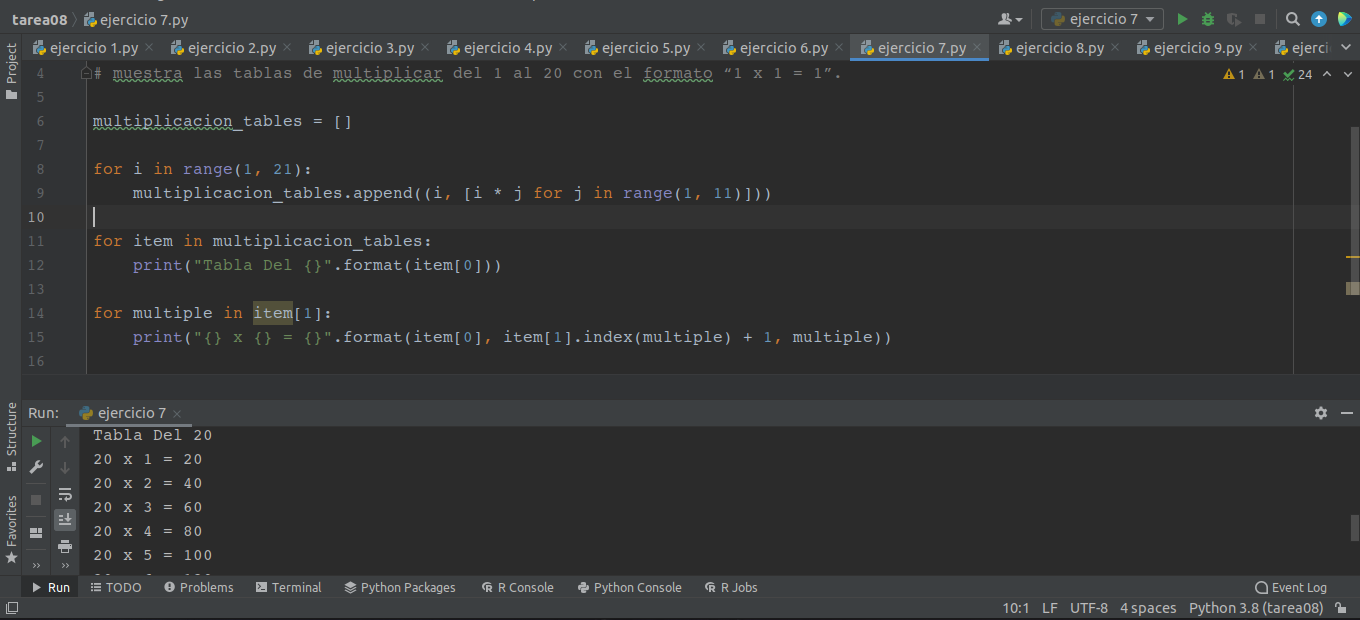 tarea08 ejercicio 7.py ejercicio 7
Project ejercicio 1.py ejercicio 2.py ejercicio 3.py ejercicio 4.py ejercicio 5.py ejercicio 6.py ejercicio 7.py ejercicio 8.py ejercicio 9.py ejerci
4 # muestra las tablas de multiplicar del 1 al 20 con el formato “1 x 1 = 1”. 1 1 24
5
6 multiplicacion_tables = []
7
8 for i in range(1, 21):
9 multiplicacion_tables.append((i, [i * j for j in range(1, 11)]))
10
11 for item in multiplicacion_tables:
12 print("Tabla Del {}".format(item[0]))
13
14 for multiple in item[1]:
15 print("{} x {} = {}".format(item[0], item[1].index(multiple) + 1, multiple))
16
Structure
Favorites
Run: ejercicio 7
Tabla Del 20
20 x 1 = 20
20 x 2 = 40
20 x 3 = 60
20 x 4 = 80
20 x 5 = 100
Run TODO Problems Terminal Python Packages R Console Python Console R Jobs Event Log
10:1 LF UTF-8 4 spaces Python 3.8 (tarea08)